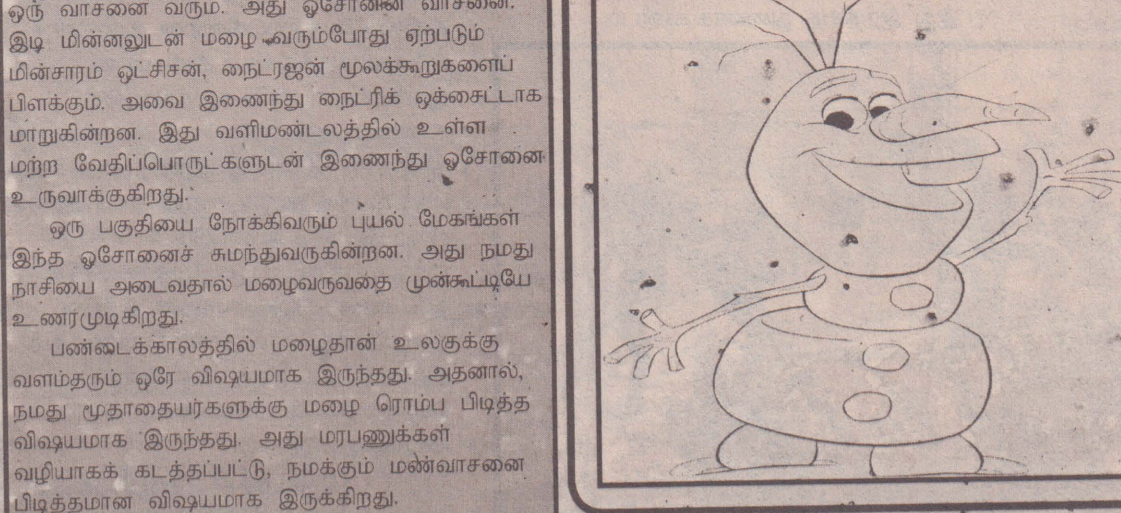 ஒரு வாசனை வரும். அது ஓசோனின் வாசனை.
இடி மின்னலுடன் மழை வரும்போது ஏற்படும்
மின்சாரம் ஒட்சிசன், நைட்ரஜன் மூலக்கூறுகளைப்
பிளக்கும். அவை இணைந்து நைட்ரிக் ஒக்சைட்டாக
மாறுகின்றன. இது வளிமண்டலத்தில் உள்ள
மற்ற வேதிப்பொருட்களுடன் இணைந்து ஓசோனை
உருவாக்குகிறது.
ஒரு பகுதியை நோக்கிவரும் புயல் மேகங்கள்
இந்த ஓசோனைச் சுமந்துவருகின்றன. அது நமது
நாசியை அடைவதால் மழைவருவதை முன்கூட்டியே
உணரமுடிகிறது.
பண்டைக்காலத்தில் மழைதான் உலகுக்கு
வளம்தரும் ஒரே விஷயமாக இருந்தது. அதனால்,
நமது மூதாதையர்களுக்கு மழை ரொம்ப பிடித்த
விஷயமாக இருந்தது. அது மரபணுக்கள்
வழியாகக் கடத்தப்பட்டு, நமக்கும் மண்வாசனை
பிடித்தமான விஷயமாக இருக்கிறது.